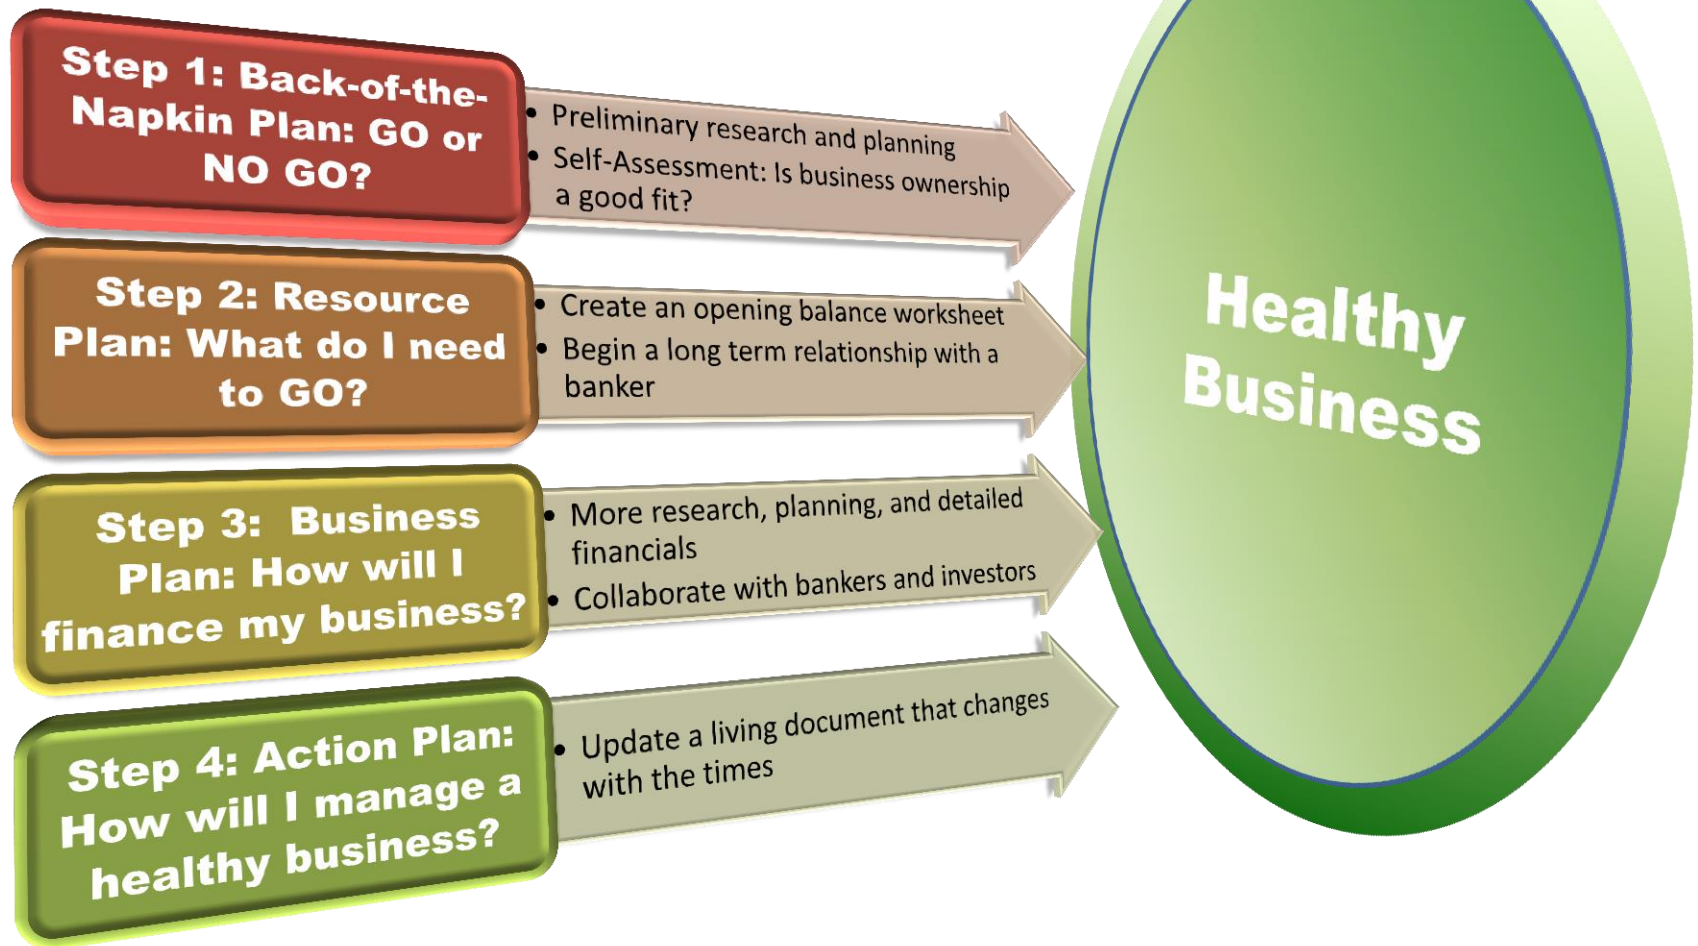 Step 1: Back-of-the-
Napkin Plan: GO or
NO GO?
• Preliminary research and planning
• Self-Assessment: Is business ownership
a good fit?
Step 2: Resource
Plan: What do I need
to GO?
• Create an opening balance worksheet
• Begin a long term relationship with a
banker
Step 3: Business
Plan: How will I
finance my business?
• More research, planning, and detailed
financials
• Collaborate with bankers and investors
Step 4: Action Plan:
How will I manage a
healthy business?
• Update a living document that changes
with the times
Healthy
Business